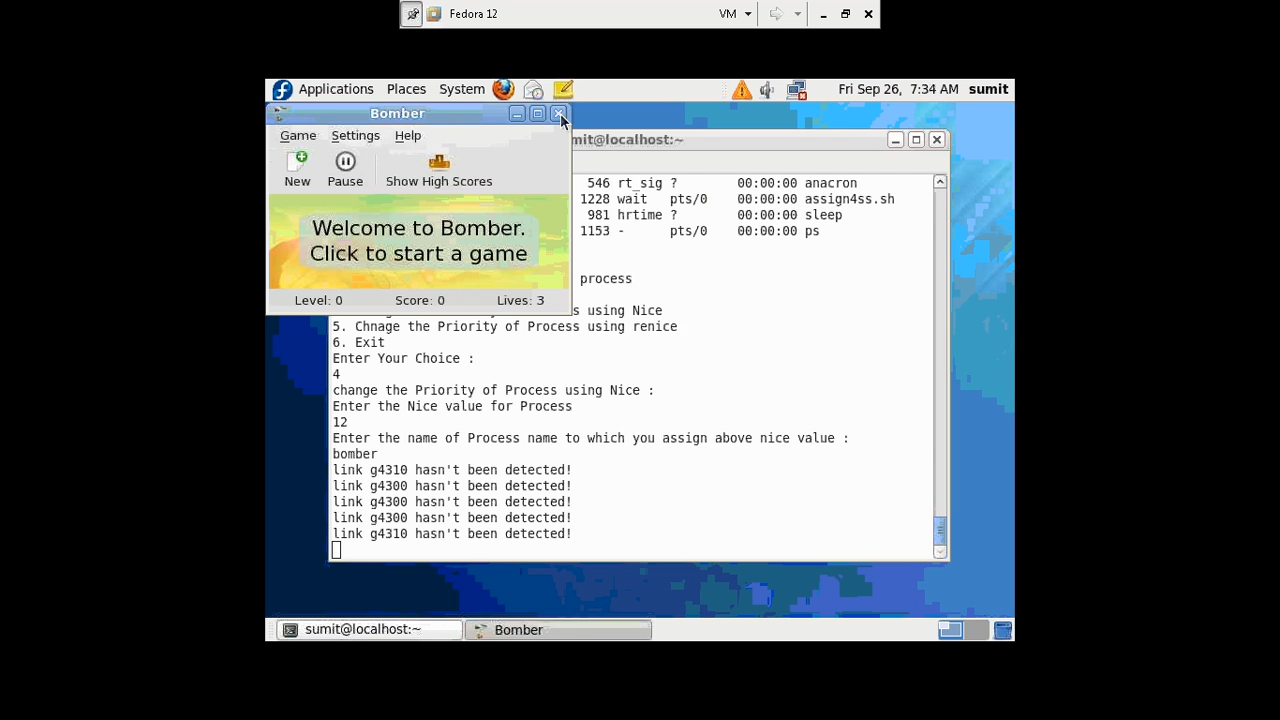 Fedora 12
VM
Applications Places System
Fri Sep 26, 7:34 AM sumit
Bomber
Game Settings Help
New Pause Show High Scores
Welcome to Bomber.
Click to start a game
Level: 0 Score: 0 Lives: 3
mit@localhost:~
546 rt_sig ? 00:00:00 anacron
1228 wait pts/0 00:00:00 assign4ss.sh
981 hrtime ? 00:00:00 sleep
1153 - pts/0 00:00:00 ps
process
s using Nice
5. Chnage the Priority of Process using renice
6. Exit
Enter Your Choice :
4
change the Priority of Process using Nice :
Enter the Nice value for Process
12
Enter the name of Process name to which you assign above nice value :
bomber
link g4310 hasn't been detected!
link g4300 hasn't been detected!
link g4300 hasn't been detected!
link g4300 hasn't been detected!
link g4310 hasn't been detected!
sumit@localhost:~
Bomber